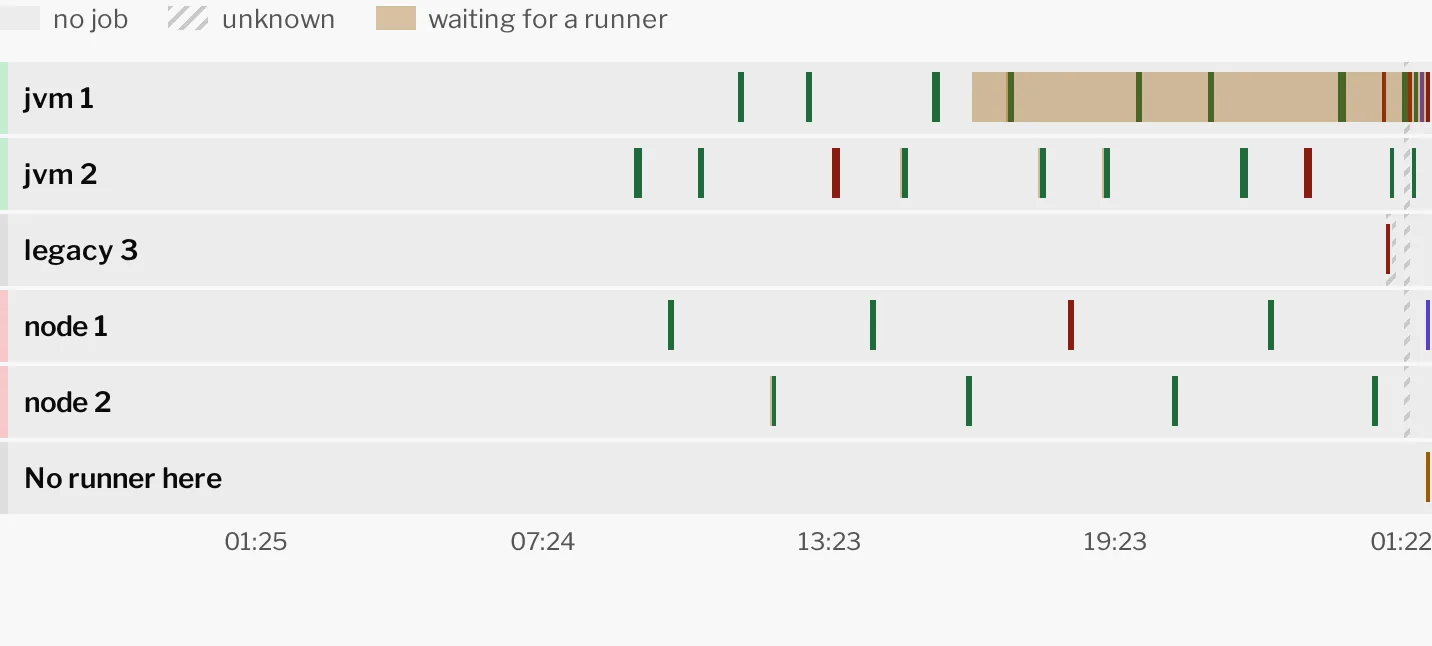 no job unknown waiting for a runner
jvm 1
jvm 2
legacy 3
node 1
node 2
No runner here
01:25 07:24 13:23 19:23 01:22